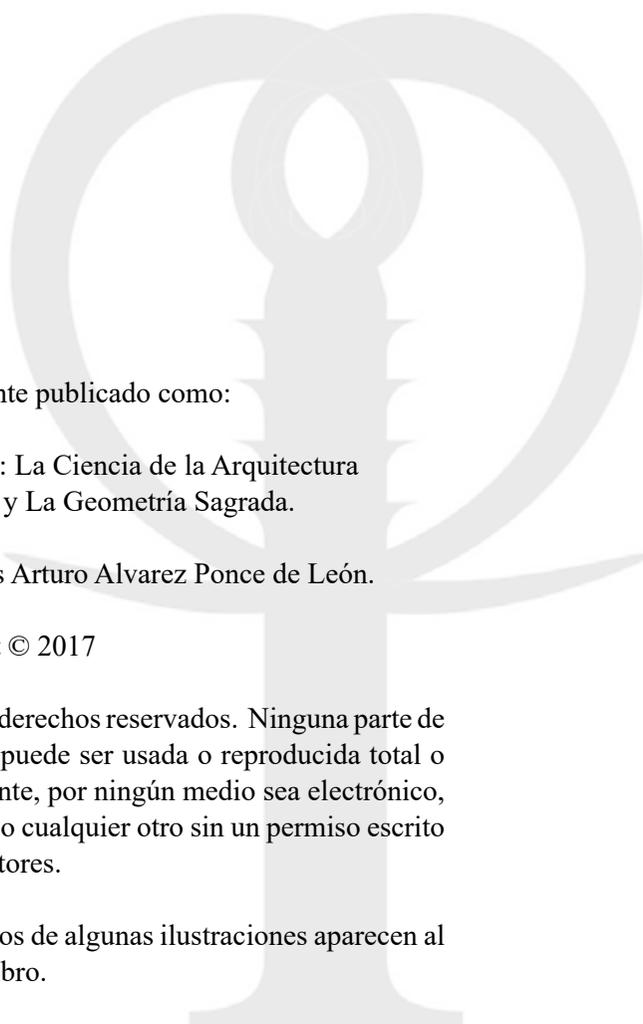 nte publicado como:
: La Ciencia de la Arquitectura
y La Geometría Sagrada.
s Arturo Alvarez Ponce de León.
© 2017
derechos reservados. Ninguna parte de
puede ser usada o reproducida total o
nte, por ningún medio sea electrónico,
o cualquier otro sin un permiso escrito
tores.
os de algunas ilustraciones aparecen al
bro.